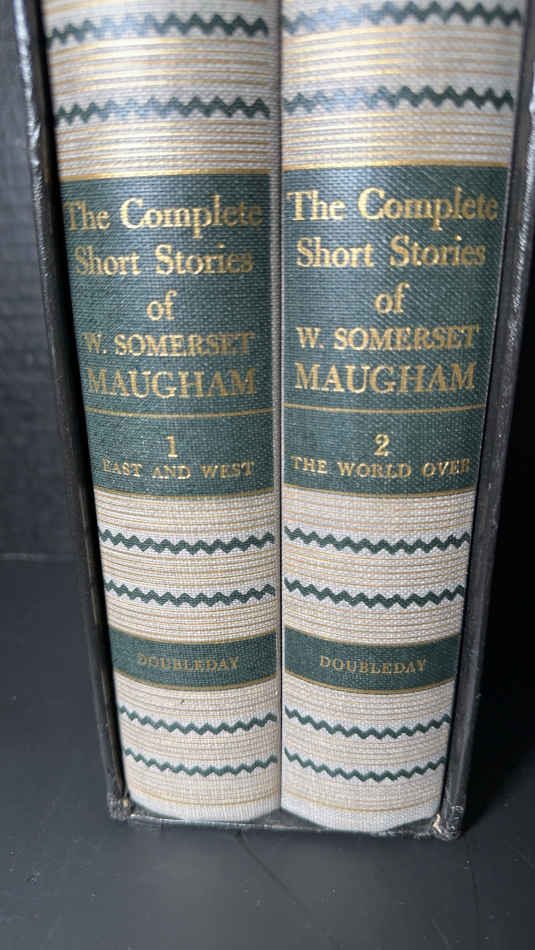 The Complete
Short Stories
of
W. SOMERSET
MAUGHAM
1
EAST AND WEST
DOUBLEDAY
The Complete
Short Stories
of
W. SOMERSET
MAUGHAM
2
THE WORLD OVER
DOUBLEDAY